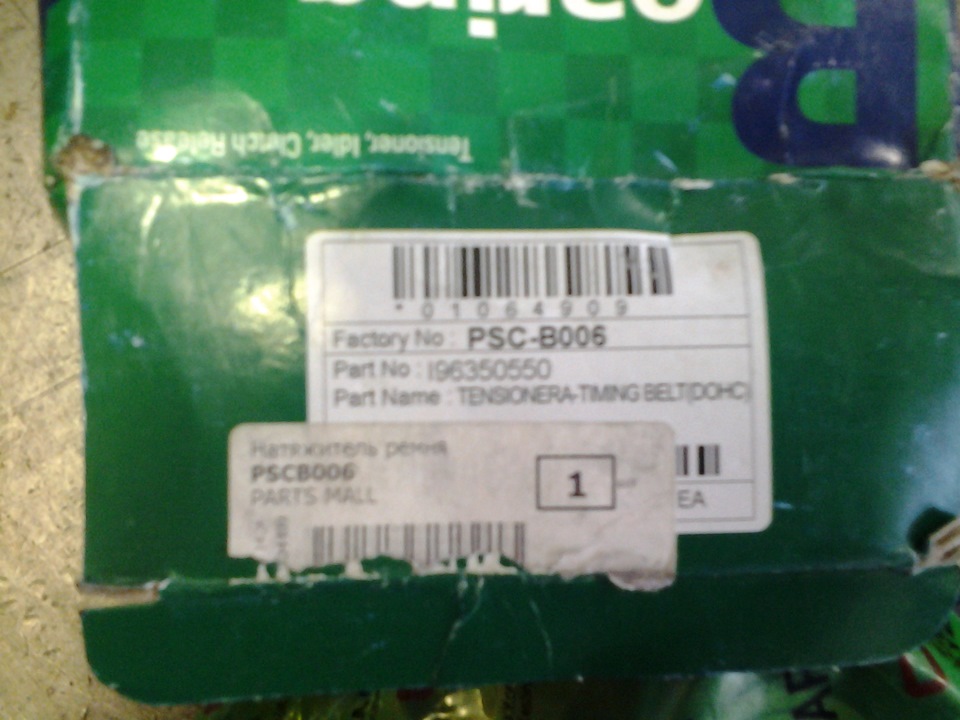 Bearing
Tensioner, Idler, Clutch Release
*01064909
Factory No : PSC-B006
Part No : I96350550
Part Name : TENSIONERA-TIMING BELT(DOHC)
EA
Натяжитель ремня
PSCB006
PARTS MALL
1